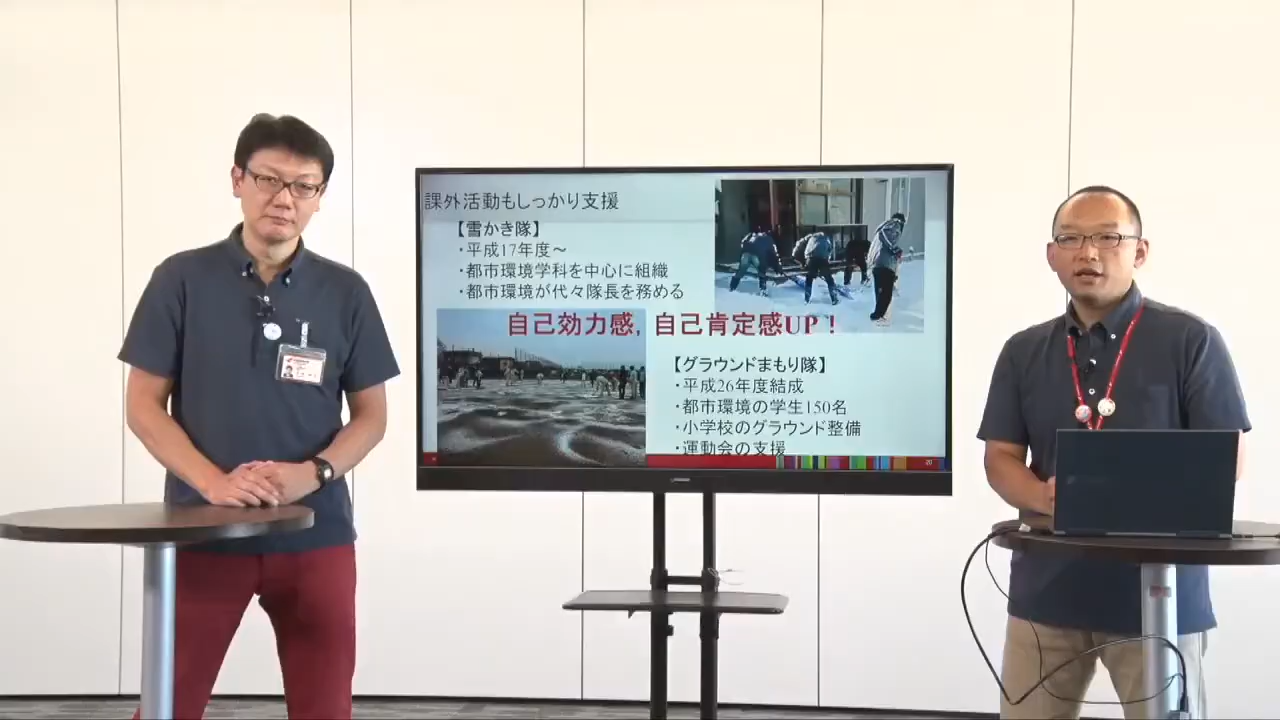 課外活動もしっかり支援
【雪かき隊】
・平成17年度～
・都市環境学科を中心に組織
・都市環境が代々隊長を務める
自己効力感，自己肯定感UP！
【グラウンドまもり隊】
・平成26年度結成
・都市環境の学生150名
・小学校のグラウンド整備
・運動会の支援
20